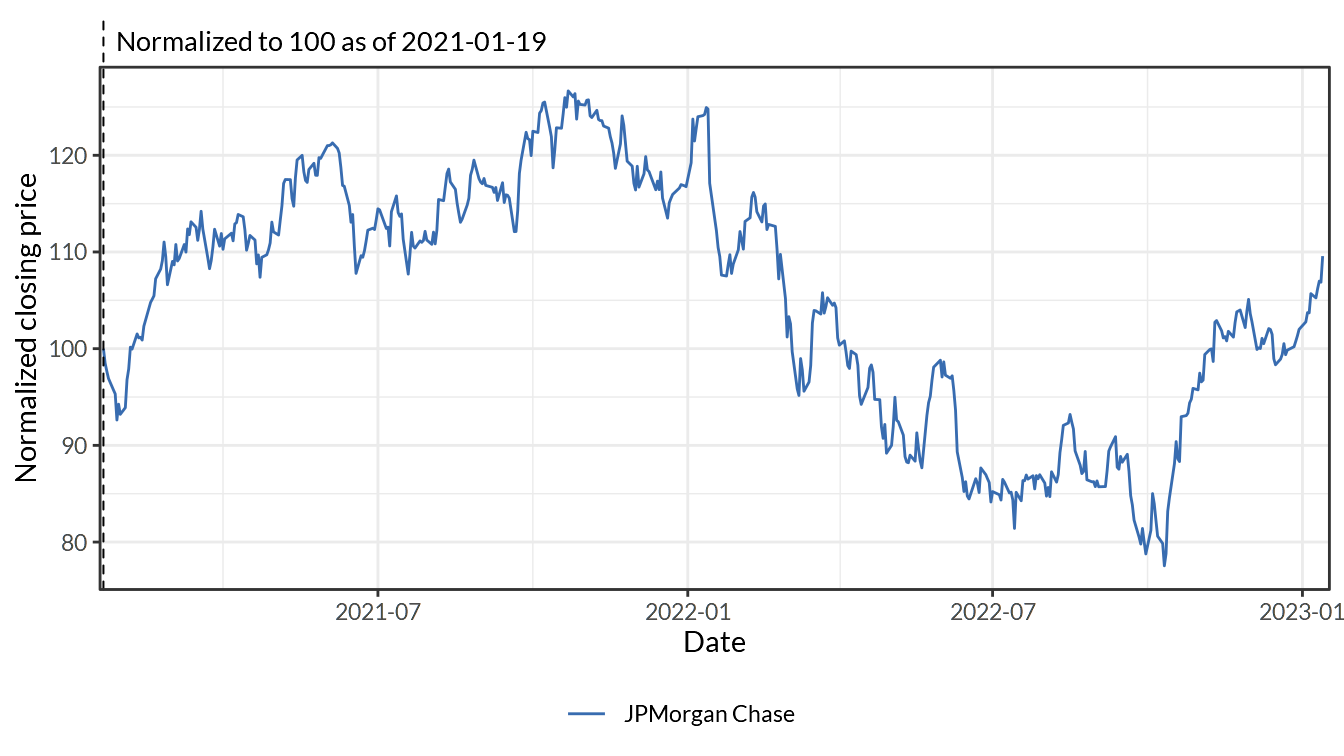 Normalized to 100 as of 2021-01-19
Normalized closing price
120
110
100
90
80
2021-07
2022-01
2022-07
2023-01
Date
JPMorgan Chase